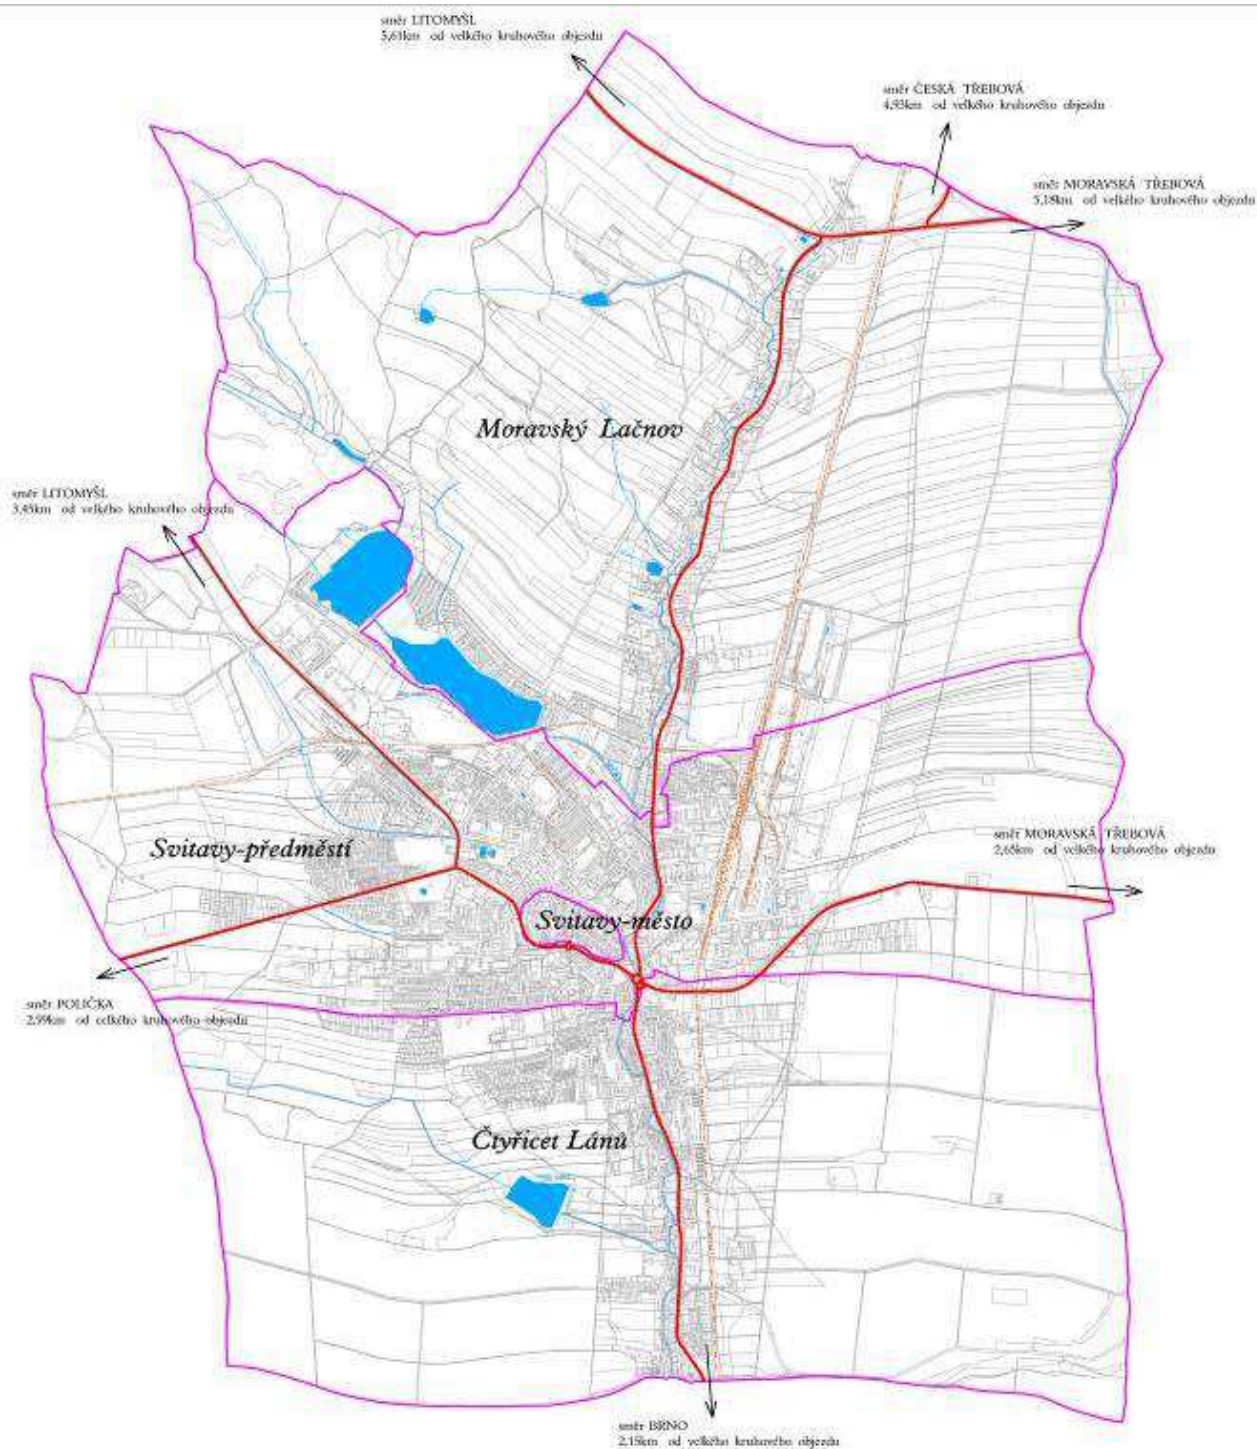 směr LITOMYŠL
5,61km od velkého kruhového objezdu
směr ČESKÁ TŘEBOVÁ
4,93km od velkého kruhového objezdu
směr MORAVSKÁ TŘEBOVÁ
5,18km od velkého kruhového objezdu
Moravský Lačnov
směr LITOMYŠL
3,45km od velkého kruhového objezdu
směr MORAVSKÁ TŘEBOVÁ
2,65km od velkého kruhového objezdu
Svitavy-předměstí
Svitavy-město
směr POLIČKA
2,99km od celkého kruhového objezdu
Čtyřicet Lánů
směr BRNO
2,15km od velkého kruhového objezdu